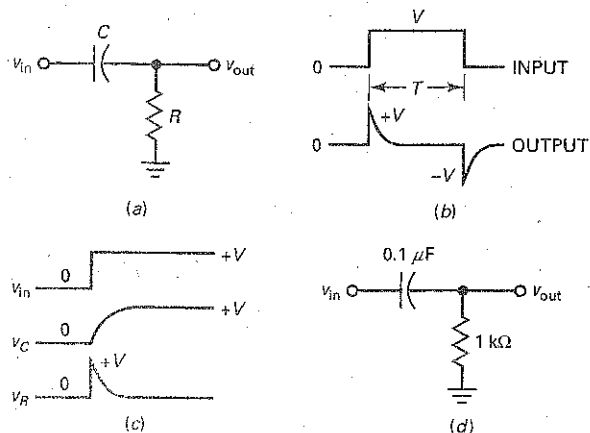 C
v_in
v_out
R
(a)
V
0
INPUT
T
+V
0
OUTPUT
−V
(b)
0
+V
v_in
0
+V
v_C
+V
0
v_R
(c)
0.1 μF
v_in
v_out
1 kΩ
(d)